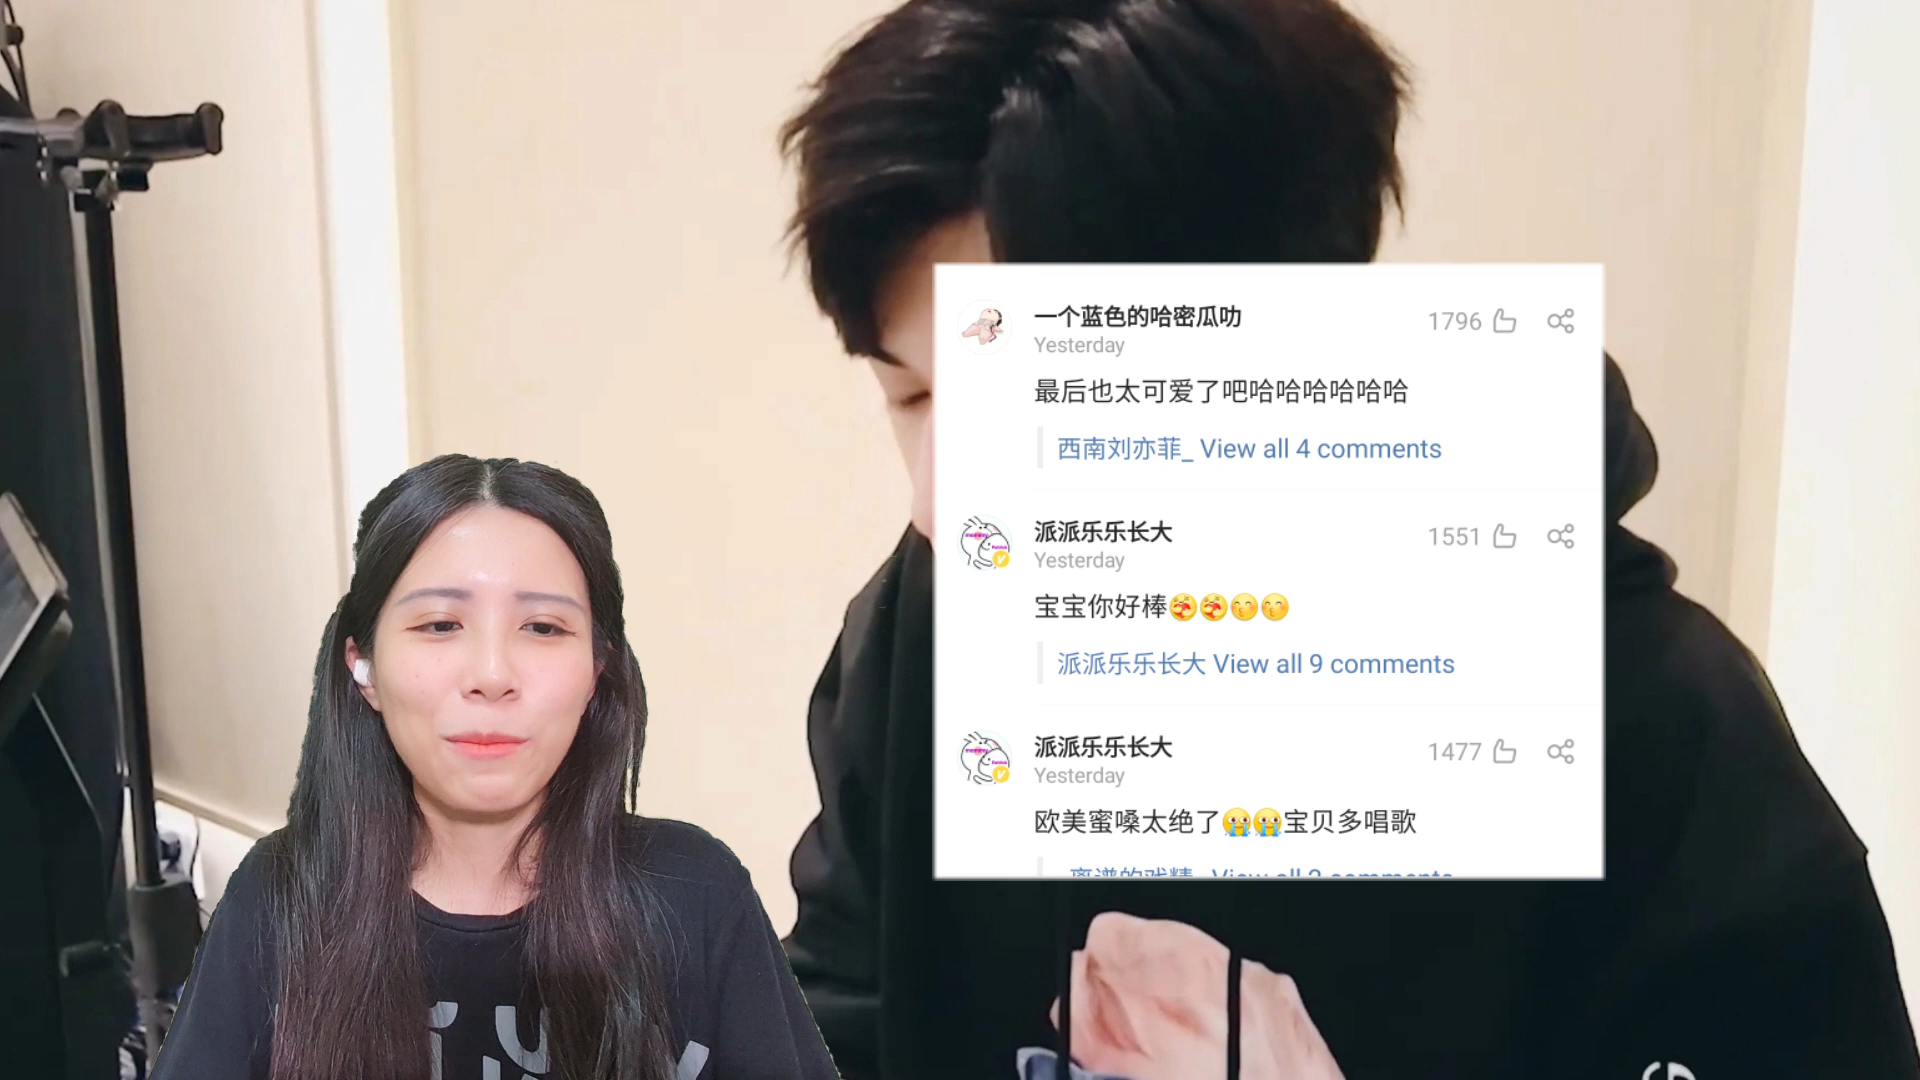 一个蓝色的哈密瓜叻
1796
Yesterday
最后也太可爱了吧哈哈哈哈哈哈
西南刘亦菲_ View all 4 comments
派派乐乐长大
1551
Yesterday
宝宝你好棒
派派乐乐长大 View all 9 comments
派派乐乐长大
1477
Yesterday
欧美蜜嗓太绝了😭😭宝贝多唱歌